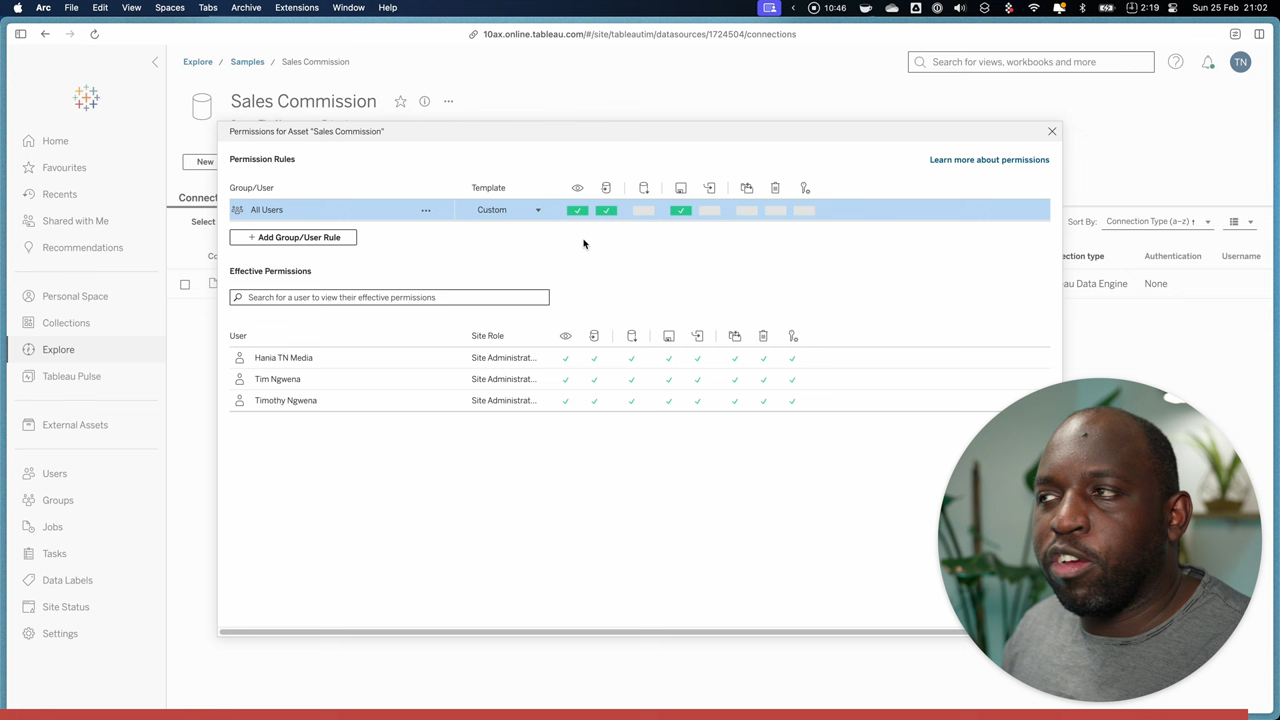 Arc File Edit View Spaces Tabs Archive Extensions Window Help 10:46 2:19 Sun 25 Feb 21:02
10ax.online.tableau.com/#/site/tableautim/datasources/1724504/connections
Explore / Samples / Sales Commission
Search for views, workbooks and more
TN
Sales Commission
Home
Favourites
Recents
Shared with Me
Recommendations
Personal Space
Collections
Explore
Tableau Pulse
External Assets
Users
Groups
Jobs
Tasks
Data Labels
Site Status
Settings
New
Connect
Select
Co
Permissions for Asset "Sales Commission"
Permission Rules
Learn more about permissions
Group/User Template
All Users ... Custom
+ Add Group/User Rule
Effective Permissions
Search for a user to view their effective permissions
User Site Role
Hania TN Media Site Administrat...
Tim Ngwena Site Administrat...
Timothy Ngwena Site Administrat...
Sort By: Connection Type (a–z) ↑
ection type Authentication Username
au Data Engine None